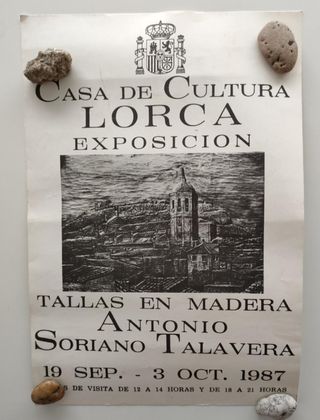 CASA DE CULTURA
LORCA
EXPOSICION
TALLAS EN MADERA
ANTONIO
SORIANO TALAVERA
19 SEP. - 3 OCT. 1987
DE VISITA DE 12 A 14 HORAS Y DE 18 A 21 HORAS